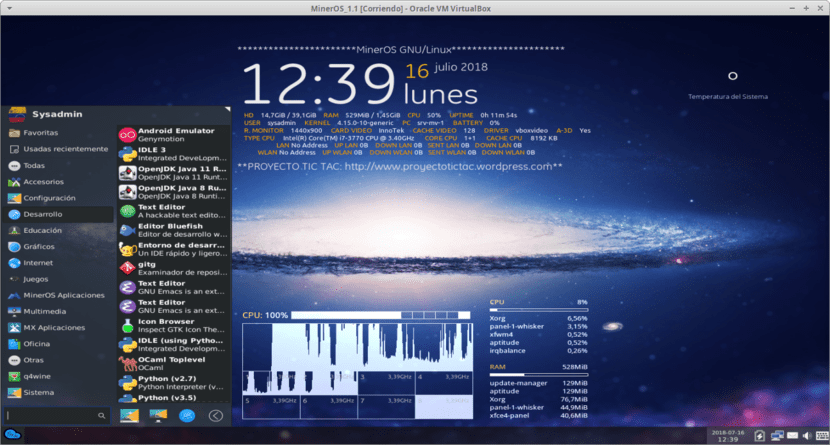 MinerOS_1.1 [Corriendo] - Oracle VM VirtualBox
***********************MinerOS GNU/Linux**********************
12:39
16 julio 2018
lunes
Temperatura del Sistema
HD 14,7GiB / 39,1GiB RAM 529MiB / 1,45GiB CPU 50% UPTIME 0h 11m 54s
USER sysadmin KERNEL 4.15.0-10-generic PC srv-mv-1 BATTERY 0%
R. MONITOR 1440x900 CARD VIDEO InnoTek CACHE VIDEO 128 DRIVER vboxvideo A-3D Yes
TYPE CPU Intel(R) Core(TM) i7-3770 CPU @ 3.40GHz CORE CPU 1+1 CACHE CPU 8192 KB
LAN No Address UP LAN 0B DOWN LAN 0B SENT LAN 0B DOWN LAN 0B
WLAN No Address UP WLAN 0B DOWN WLAN 0B SENT WLAN 0B DOWN WLAN 0B
**PROYECTO TIC TAC: http://www.proyectotictac.wordpress.com**
Sysadmin
Favoritas
Usadas recientemente
Todas
Accesorios
Configuración
Desarrollo
Educación
Gráficos
Internet
Juegos
MinerOS Aplicaciones
Multimedia
MX Aplicaciones
Oficina
Otras
q4wine
Sistema
Android Emulator
Genymotion
IDLE 3
Integrated DeveLopmen...
OpenJDK Java 11 R...
OpenJDK Java 11 Runt...
OpenJDK Java 8 Ru...
OpenJDK Java 8 Runti...
Text Editor
A hackable text edito...
Editor Bluefish
Editor de desarrollo w...
Entorno de desarr...
Un IDE rápido y ligero...
gitg
Examinador de reposi...
Text Editor
GNU Emacs is an ext...
Text Editor
GNU Emacs is an ext...
Icon Browser
Inspect GTK Icon The...
IDLE (using Pytho...
Integrated Developm...
OCaml Toplevel
OCaml
Python (v2.7)
Python Interpreter (v...
Python (v3.5)
CPU: 100%
3 3,39GHz 4 3,39GHz
5 3,39GHz 6 3,39GHz 7 3,39GHz 8 3,39GHz
CPU 8%
Xorg 6,56%
panel-1-whisker 3,15%
xfwm4 0,52%
aptitude 0,52%
irqbalance 0,26%
RAM 528MiB
update-manager 129MiB
aptitude 129MiB
Xorg 76,7MiB
panel-1-whisker 44,9MiB
xfce4-panel 40,6MiB
2018-07-16
12:39